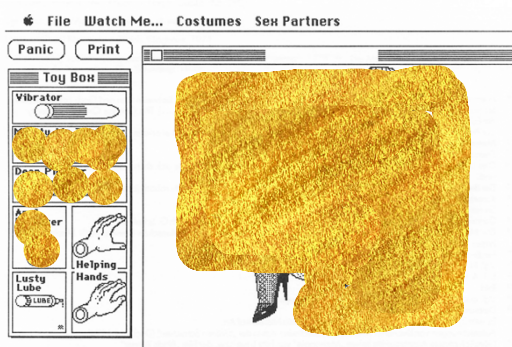 File Watch Me... Costumes Sex Partners
Panic Print
Toy Box
Vibrator
Helping
Hands
Lusty
Lube
LUBE